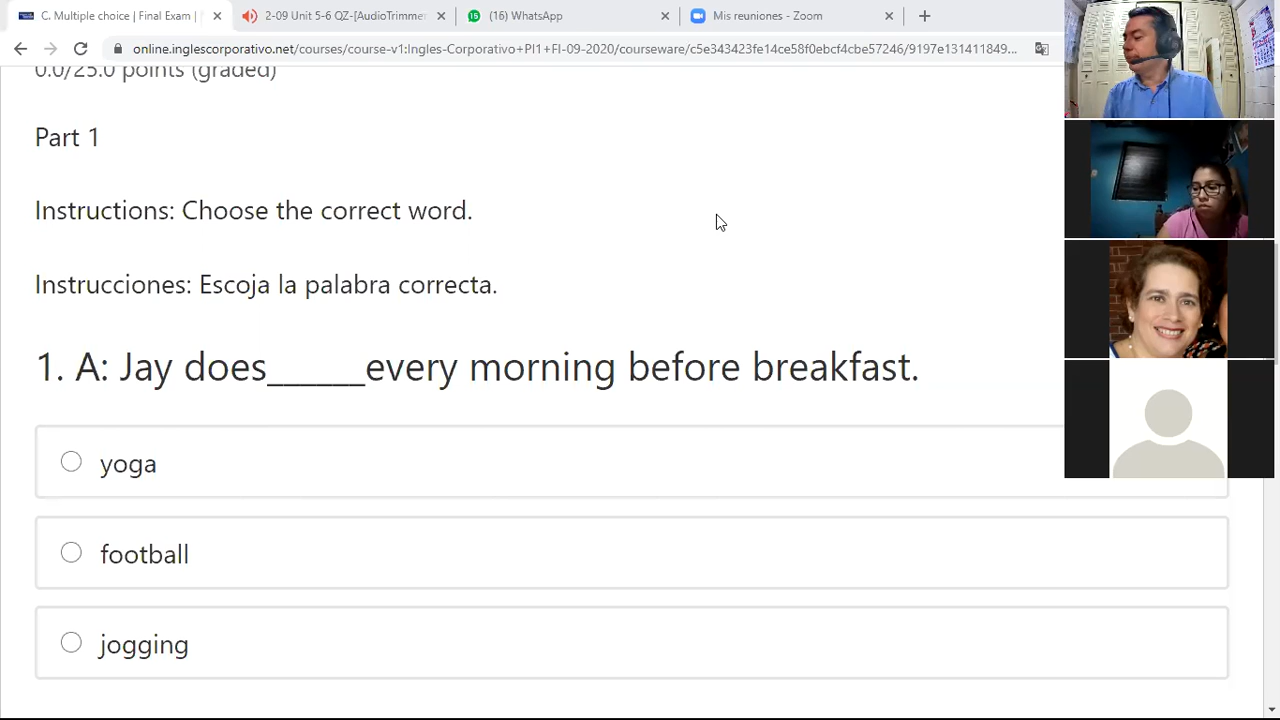 C. Multiple choice | Final Exam |
2-09 Unit 5-6 QZ-[AudioTrimme
15 (16) WhatsApp
Mis reuniones - Zoom
online.inglescorporativo.net/courses/course-v1:Ingles-Corporativo+PI1+FI-09-2020/courseware/c5e343423fe14ce58f0ebcf4cbe57246/9197e131411849...
0.0/25.0 points (graded)
Part 1
Instructions: Choose the correct word.
Instrucciones: Escoja la palabra correcta.
1. A: Jay does______every morning before breakfast.
yoga
football
jogging